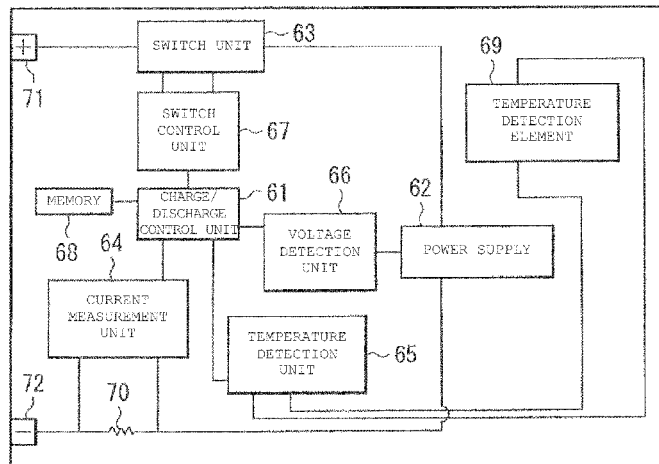 +
71
SWITCH UNIT
63
69
TEMPERATURE
DETECTION
ELEMENT
SWITCH
CONTROL
UNIT
67
MEMORY
68
61
CHARGE/
DISCHARGE
CONTROL UNIT
66
VOLTAGE
DETECTION
UNIT
62
POWER SUPPLY
64
CURRENT
MEASUREMENT
UNIT
TEMPERATURE
DETECTION
UNIT
65
72
−
70